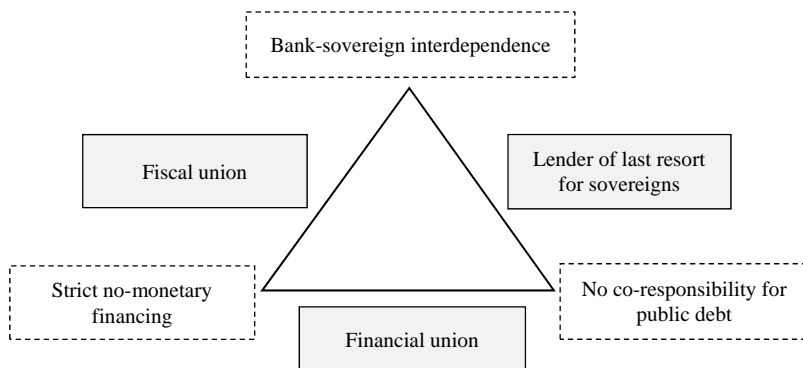 Bank-sovereign interdependence
Fiscal union
Lender of last resort
for sovereigns
Strict no-monetary
financing
No co-responsibility for
public debt
Financial union